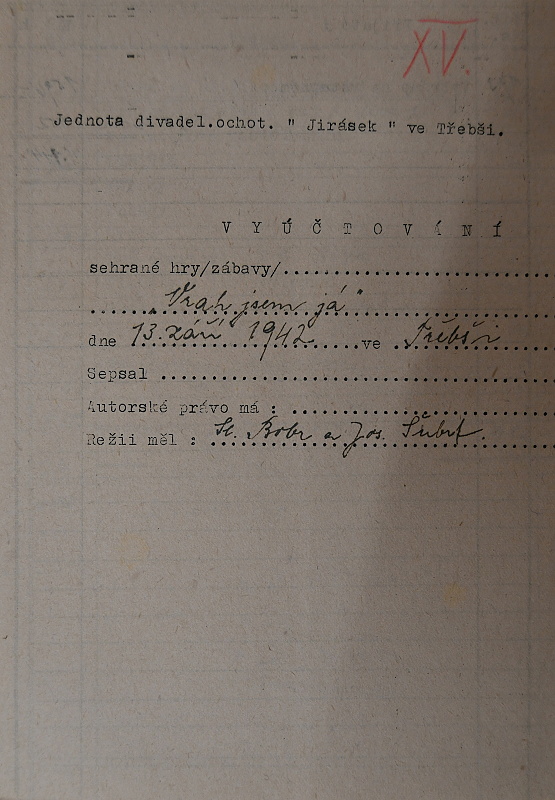 XV.
Jednota divadel.ochot. " Jirásek " ve Třebši.
V Y Ú Č T O V Á N Í
sehrané hry/zábavy/..............................
"Vrah jsem já"
dne 13. září 1942 ve Třebši
Sepsal ........................................
Autorské právo má : ...........................
Režii měl : St. Bobr a Jos. Šubrt.